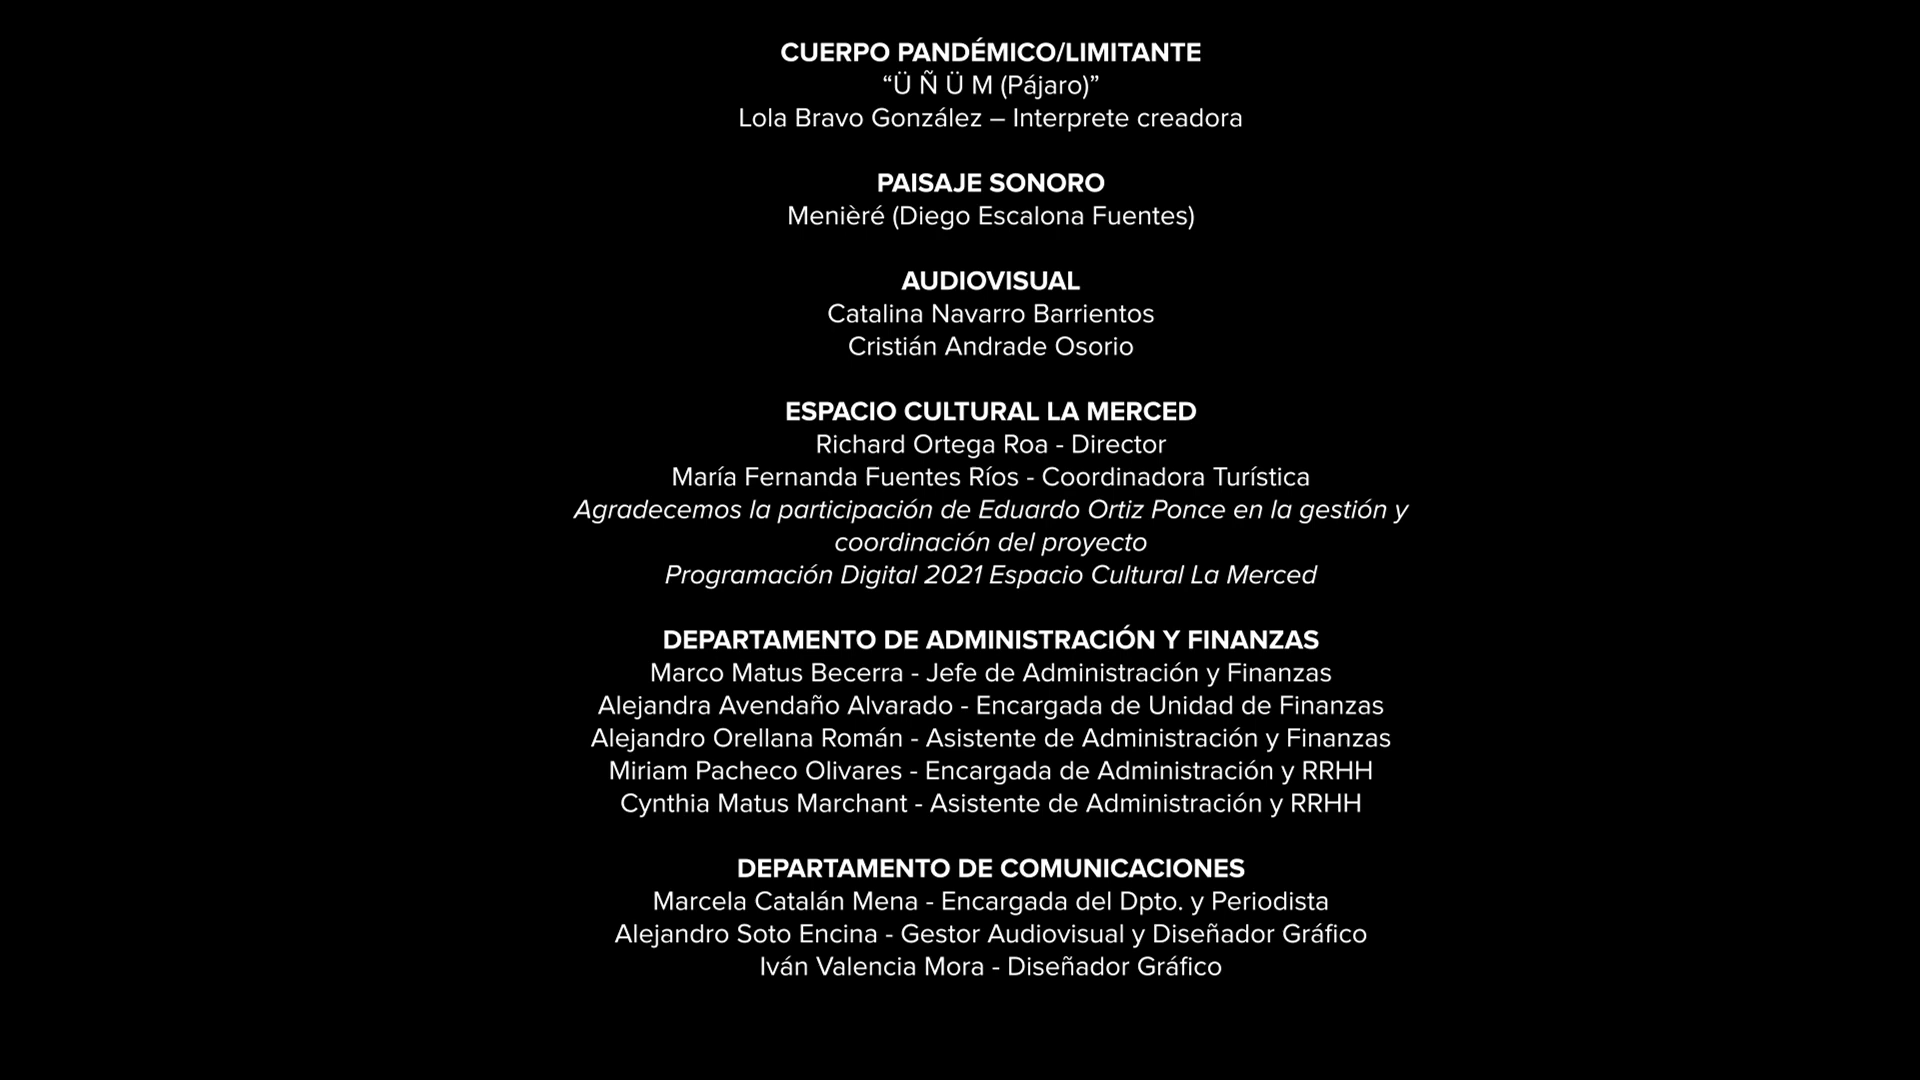 CUERPO PANDÉMICO/LIMITANTE
“Ü Ñ Ü M (Pájaro)”
Lola Bravo González – Interprete creadora
PAISAJE SONORO
Menièré (Diego Escalona Fuentes)
AUDIOVISUAL
Catalina Navarro Barrientos
Cristián Andrade Osorio
ESPACIO CULTURAL LA MERCED
Richard Ortega Roa - Director
María Fernanda Fuentes Ríos - Coordinadora Turística
Agradecemos la participación de Eduardo Ortiz Ponce en la gestión y
coordinación del proyecto
Programación Digital 2021 Espacio Cultural La Merced
DEPARTAMENTO DE ADMINISTRACIÓN Y FINANZAS
Marco Matus Becerra - Jefe de Administración y Finanzas
Alejandra Avendaño Alvarado - Encargada de Unidad de Finanzas
Alejandro Orellana Román - Asistente de Administración y Finanzas
Miriam Pacheco Olivares - Encargada de Administración y RRHH
Cynthia Matus Marchant - Asistente de Administración y RRHH
DEPARTAMENTO DE COMUNICACIONES
Marcela Catalán Mena - Encargada del Dpto. y Periodista
Alejandro Soto Encina - Gestor Audiovisual y Diseñador Gráfico
Iván Valencia Mora - Diseñador Gráfico